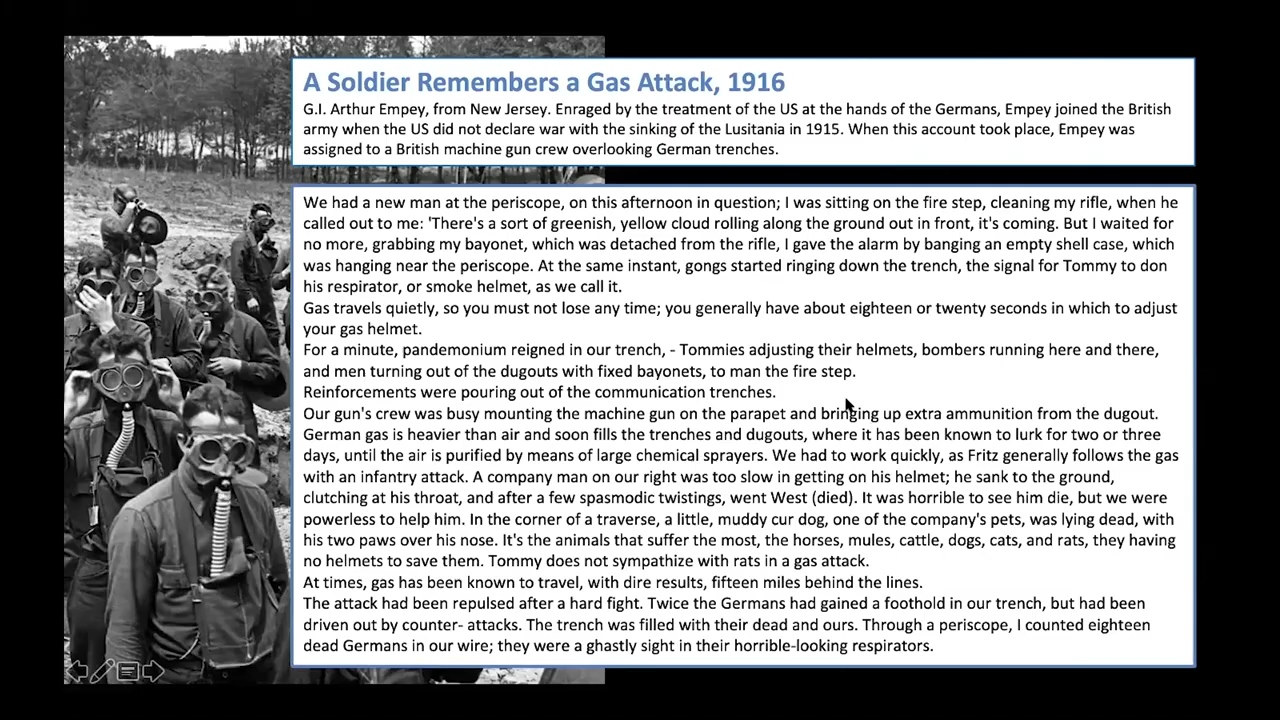 A Soldier Remembers a Gas Attack, 1916
G.I. Arthur Empey, from New Jersey. Enraged by the treatment of the US at the hands of the Germans, Empey joined the British
army when the US did not declare war with the sinking of the Lusitania in 1915. When this account took place, Empey was
assigned to a British machine gun crew overlooking German trenches.
We had a new man at the periscope, on this afternoon in question; I was sitting on the fire step, cleaning my rifle, when he
called out to me: 'There's a sort of greenish, yellow cloud rolling along the ground out in front, it's coming. But I waited for
no more, grabbing my bayonet, which was detached from the rifle, I gave the alarm by banging an empty shell case, which
was hanging near the periscope. At the same instant, gongs started ringing down the trench, the signal for Tommy to don
his respirator, or smoke helmet, as we call it.
Gas travels quietly, so you must not lose any time; you generally have about eighteen or twenty seconds in which to adjust
your gas helmet.
For a minute, pandemonium reigned in our trench, - Tommies adjusting their helmets, bombers running here and there,
and men turning out of the dugouts with fixed bayonets, to man the fire step.
Reinforcements were pouring out of the communication trenches.
Our gun's crew was busy mounting the machine gun on the parapet and bringing up extra ammunition from the dugout.
German gas is heavier than air and soon fills the trenches and dugouts, where it has been known to lurk for two or three
days, until the air is purified by means of large chemical sprayers. We had to work quickly, as Fritz generally follows the gas
with an infantry attack. A company man on our right was too slow in getting on his helmet; he sank to the ground,
clutching at his throat, and after a few spasmodic twistings, went West (died). It was horrible to see him die, but we were
powerless to help him. In the corner of a traverse, a little, muddy cur dog, one of the company's pets, was lying dead, with
his two paws over his nose. It's the animals that suffer the most, the horses, mules, cattle, dogs, cats, and rats, they having
no helmets to save them. Tommy does not sympathize with rats in a gas attack.
At times, gas has been known to travel, with dire results, fifteen miles behind the lines.
The attack had been repulsed after a hard fight. Twice the Germans had gained a foothold in our trench, but had been
driven out by counter- attacks. The trench was filled with their dead and ours. Through a periscope, I counted eighteen
dead Germans in our wire; they were a ghastly sight in their horrible-looking respirators.